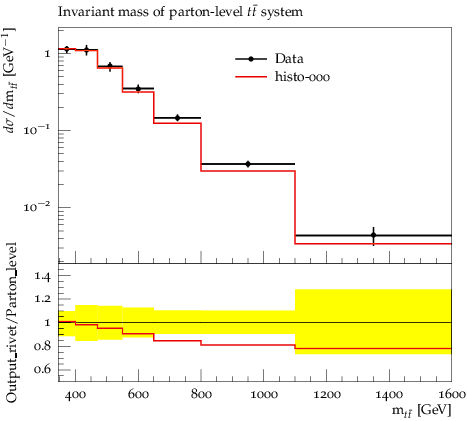 Invariant mass of parton-level tt̄ system
dσ/dm_tt̄ [GeV⁻¹]
1
10⁻¹
10⁻²
Data
histo-000
Output_rivet/Parton_level
1.4
1.2
1
0.8
0.6
400 600 800 1000 1200 1400 1600
m_tt̄ [GeV]